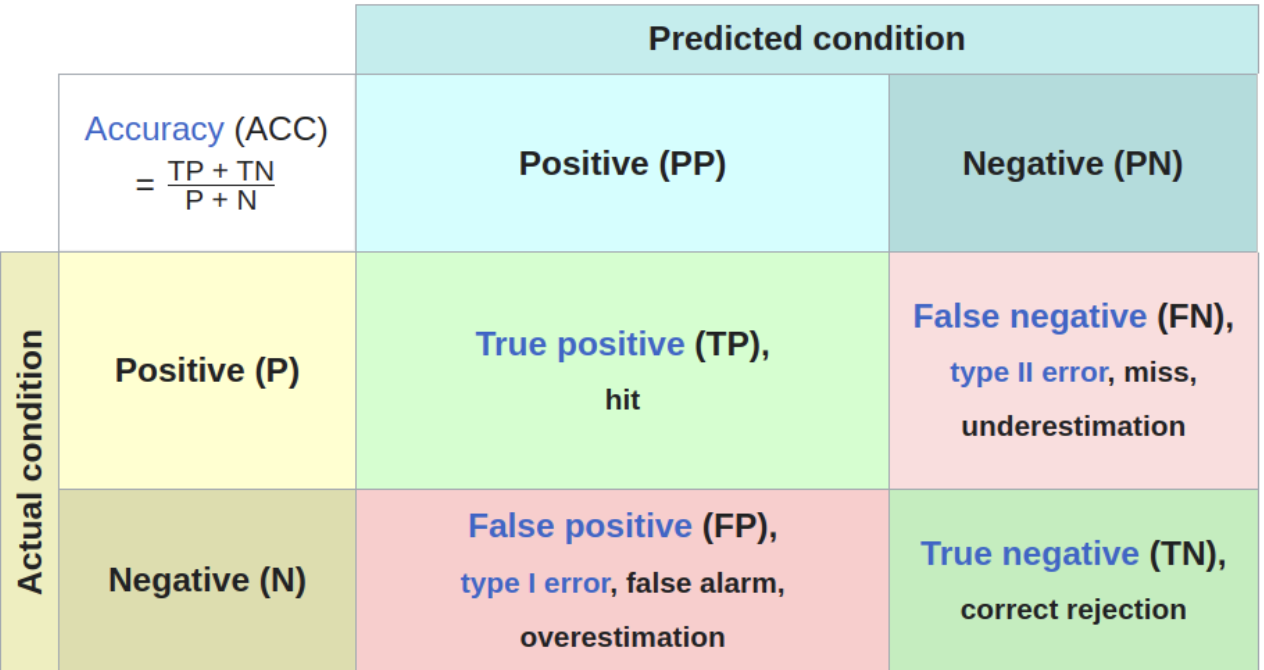 Predicted condition
Accuracy (ACC)
= TP + TN
P + N
Positive (PP)
Negative (PN)
Actual condition
Positive (P)
True positive (TP),
hit
False negative (FN),
type II error, miss,
underestimation
Negative (N)
False positive (FP),
type I error, false alarm,
overestimation
True negative (TN),
correct rejection